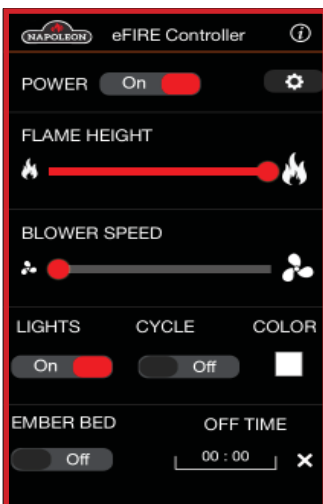 NAPOLEON eFIRE Controller i
POWER On
FLAME HEIGHT
BLOWER SPEED
LIGHTS CYCLE COLOR
On Off
EMBER BED OFF TIME
Off 00 : 00